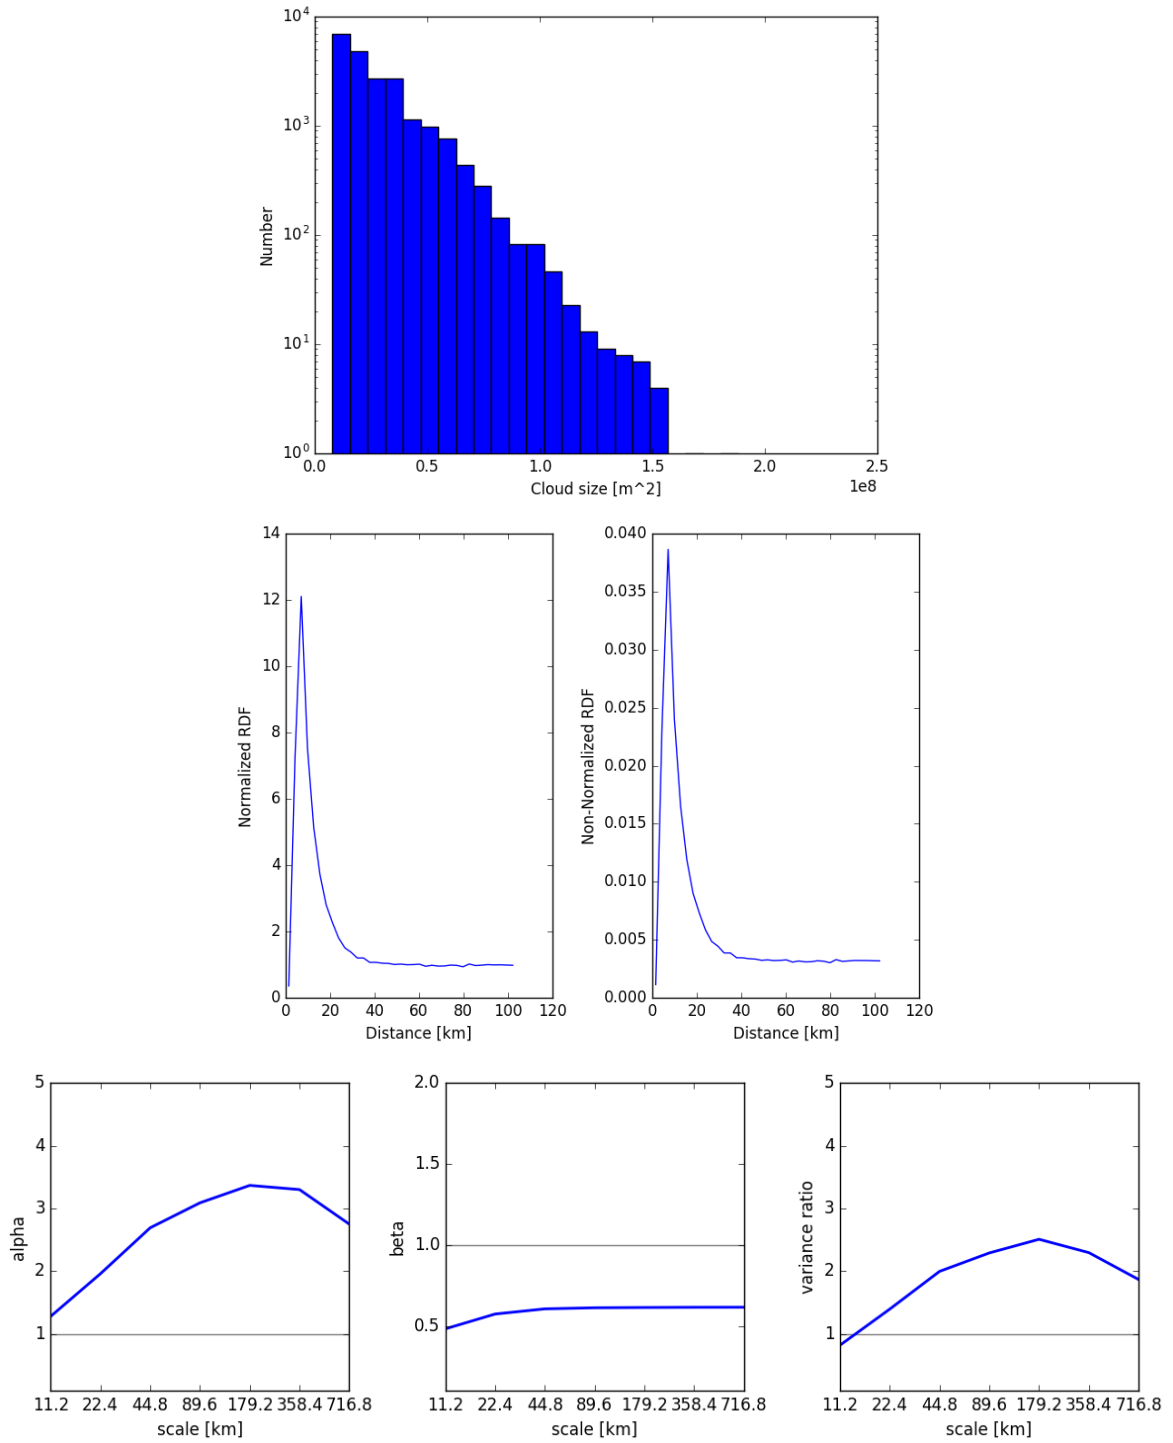 10^4
10^3
10^2
10^1
10^0
Number
0.0 0.5 1.0 1.5 2.0 2.5
1e8
Cloud size [m^2]
14
12
10
8
6
4
2
0
Normalized RDF
0 20 40 60 80 100 120
Distance [km]
0.040
0.035
0.030
0.025
0.020
0.015
0.010
0.005
0.000
Non-Normalized RDF
0 20 40 60 80 100 120
Distance [km]
5
4
3
2
1
alpha
11.2 22.4 44.8 89.6 179.2 358.4 716.8
scale [km]
2.0
1.5
1.0
0.5
beta
11.2 22.4 44.8 89.6 179.2 358.4 716.8
scale [km]
5
4
3
2
1
variance ratio
11.2 22.4 44.8 89.6 179.2 358.4 716.8
scale [km]